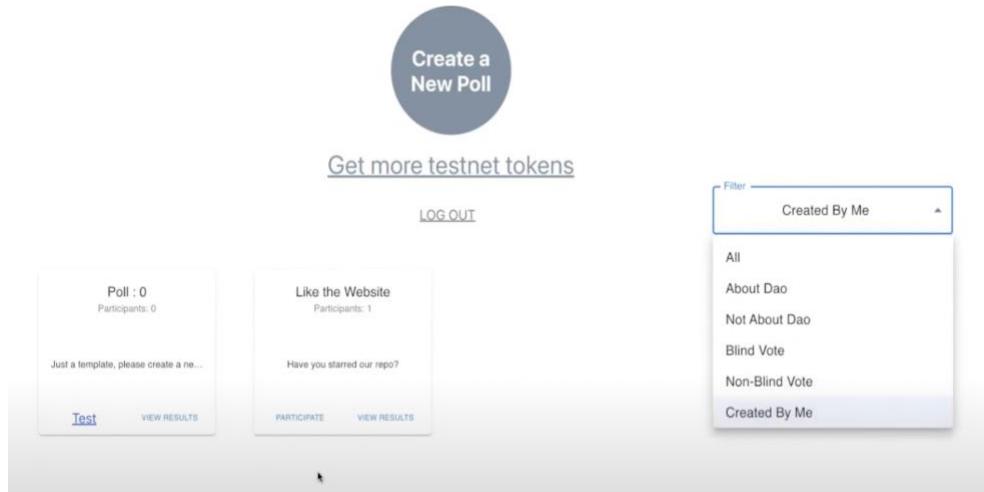 Create a
New Poll
Get more testnet tokens
LOG OUT
Filter
Created By Me
All
About Dao
Not About Dao
Blind Vote
Non-Blind Vote
Created By Me
Poll : 0
Participants: 0
Just a template, please create a ne...
Test VIEW RESULTS
Like the Website
Participants: 1
Have you starred our repo?
PARTICIPATE VIEW RESULTS